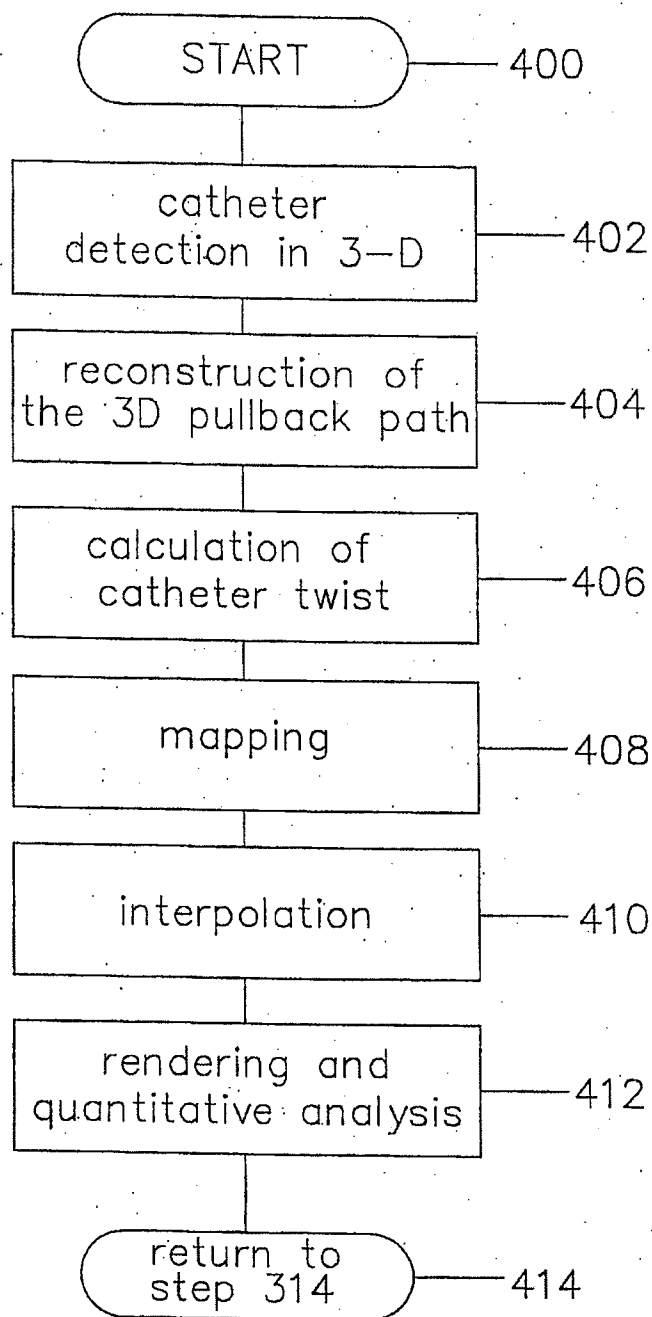 START
400
catheter
detection in 3-D
402
reconstruction of
the 3D pullback path
404
calculation of
catheter twist
406
mapping
408
interpolation
410
rendering and
quantitative analysis
412
return to
step 314
414